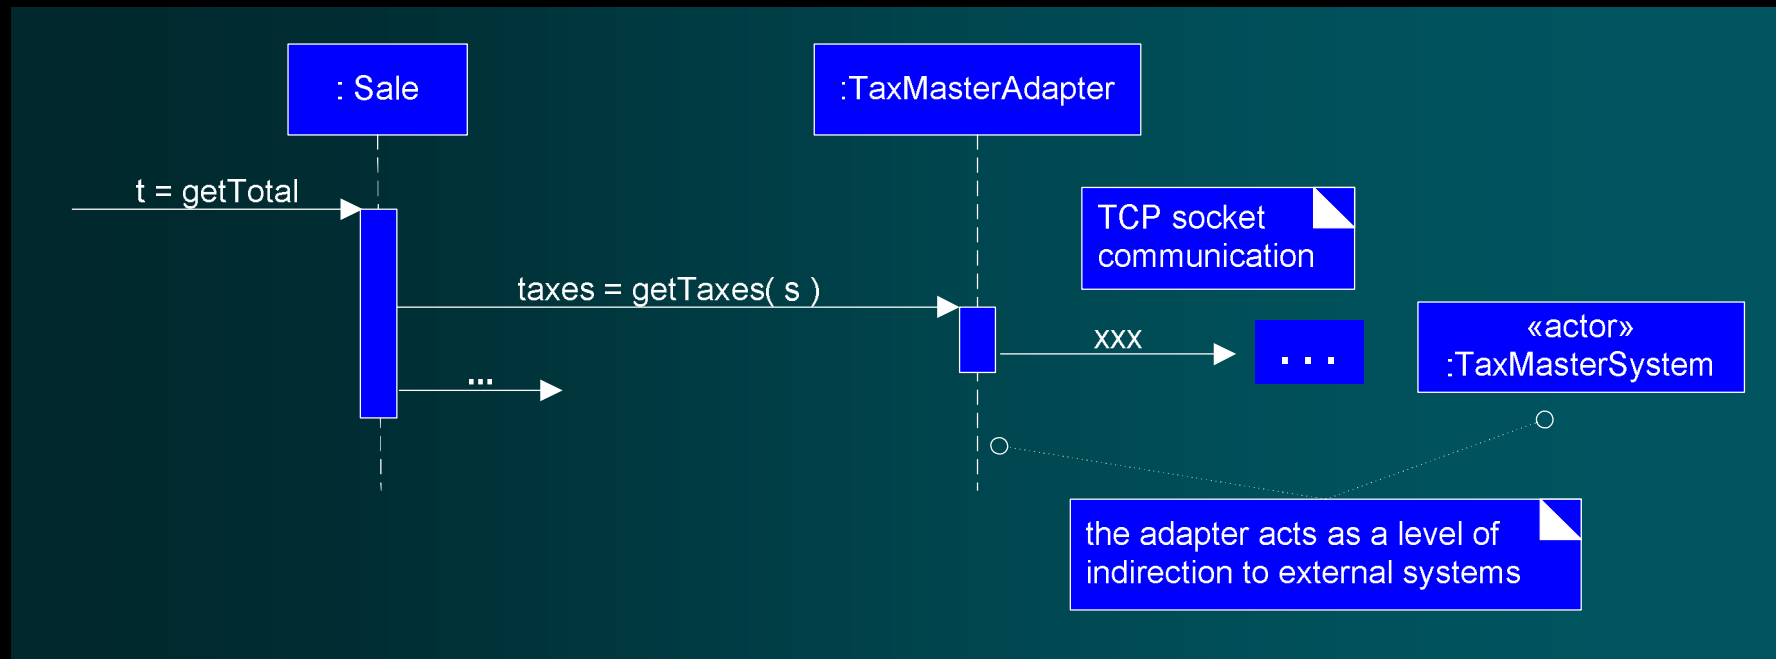 : Sale
:TaxMasterAdapter
t = getTotal
TCP socket
communication
taxes = getTaxes( s )
xxx
. . .
«actor»
:TaxMasterSystem
...
the adapter acts as a level of
indirection to external systems